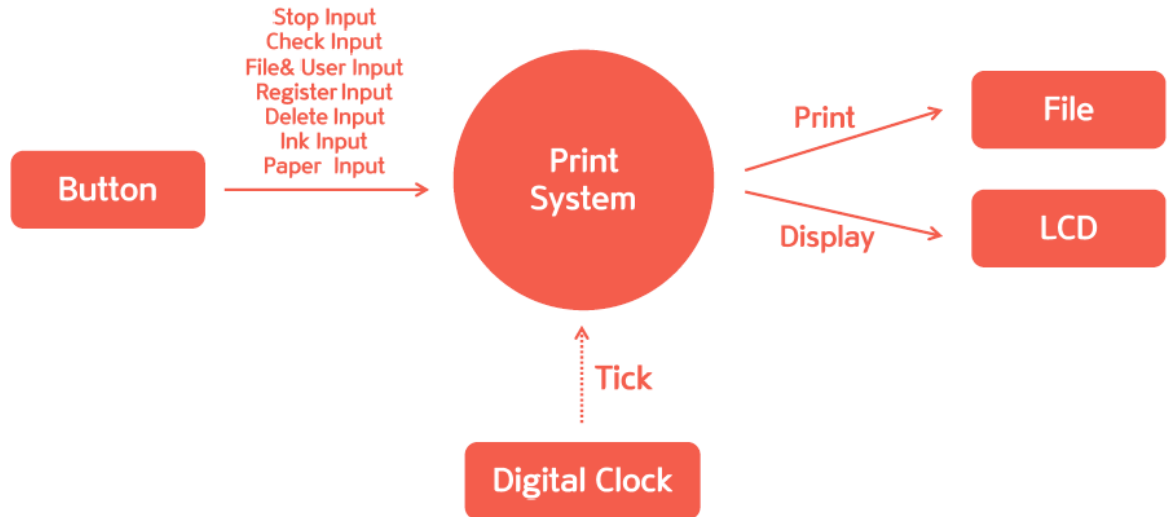 Stop Input
Check Input
File& User Input
Register Input
Delete Input
Ink Input
Paper Input
Button
Print
System
Print
File
Display
LCD
Tick
Digital Clock